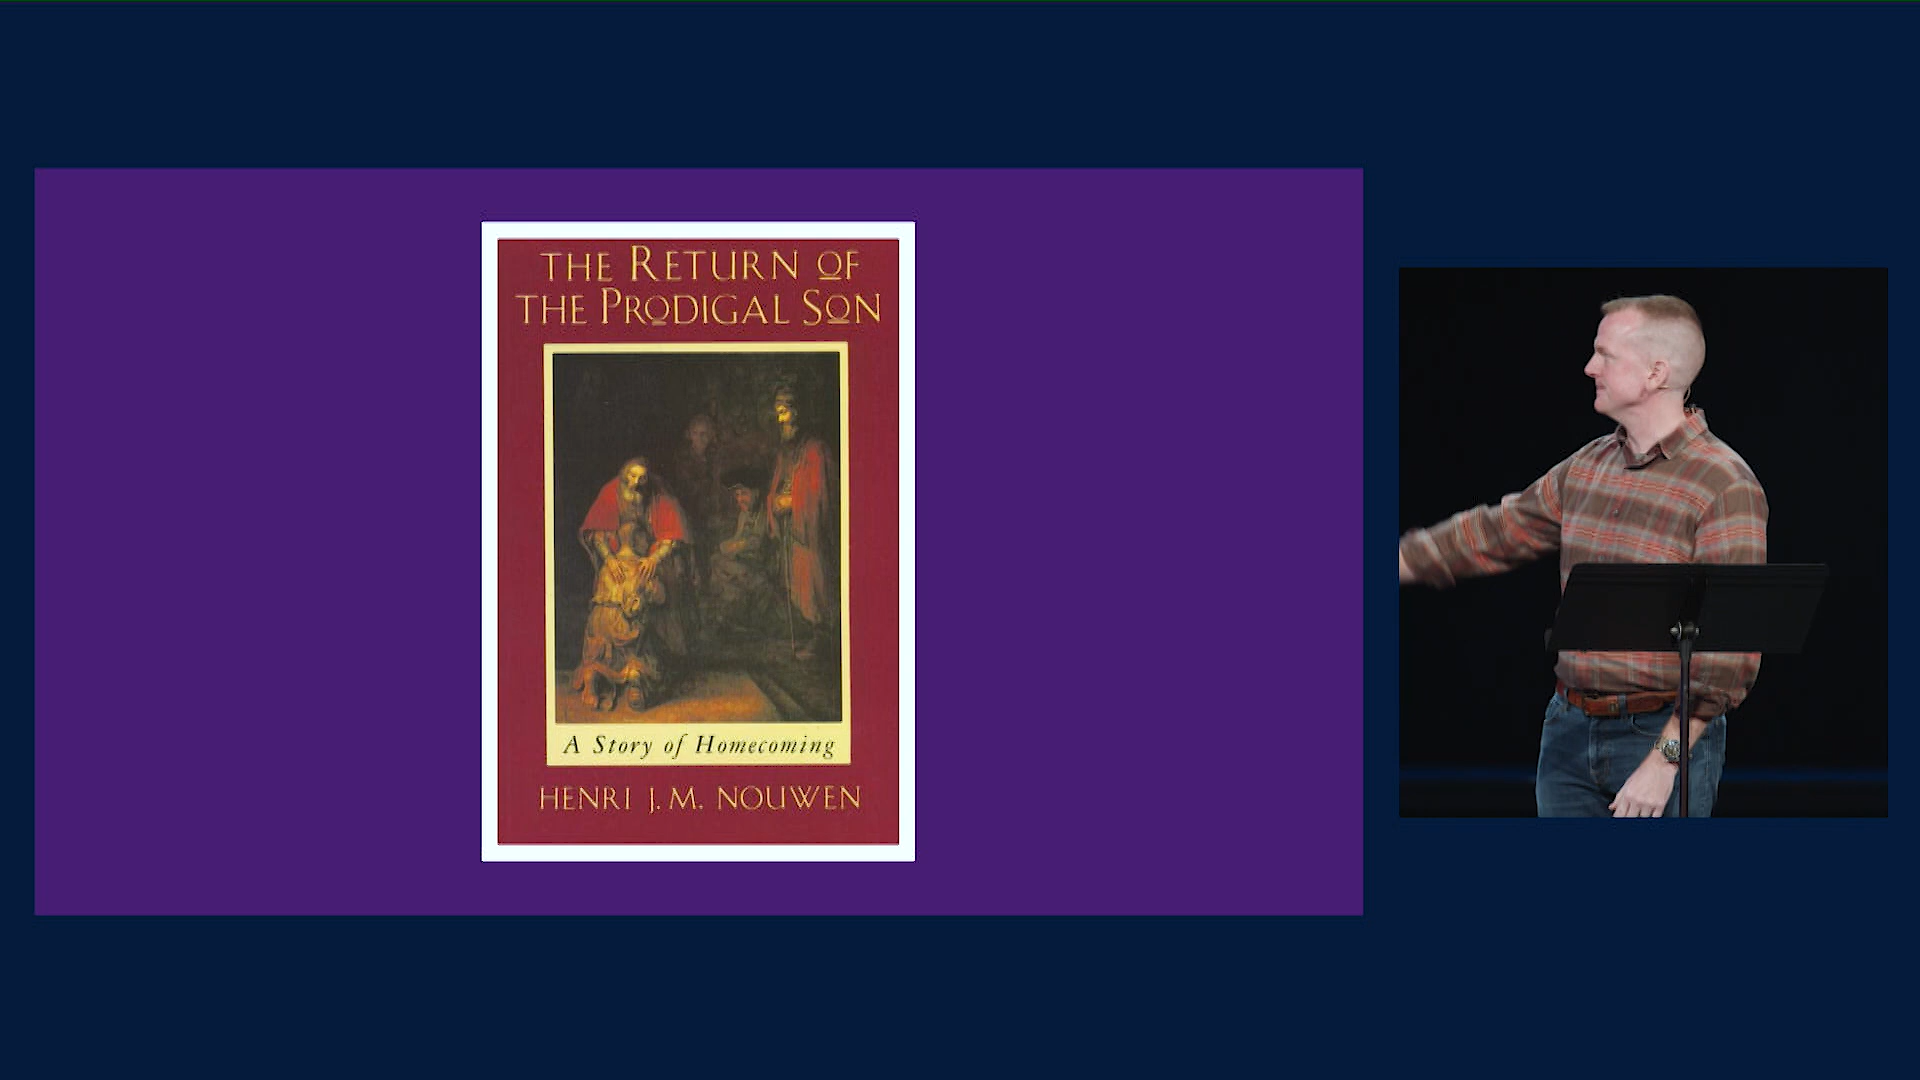 THE RETURN OF
THE PRODIGAL SON
A Story of Homecoming
HENRI J. M. NOUWEN